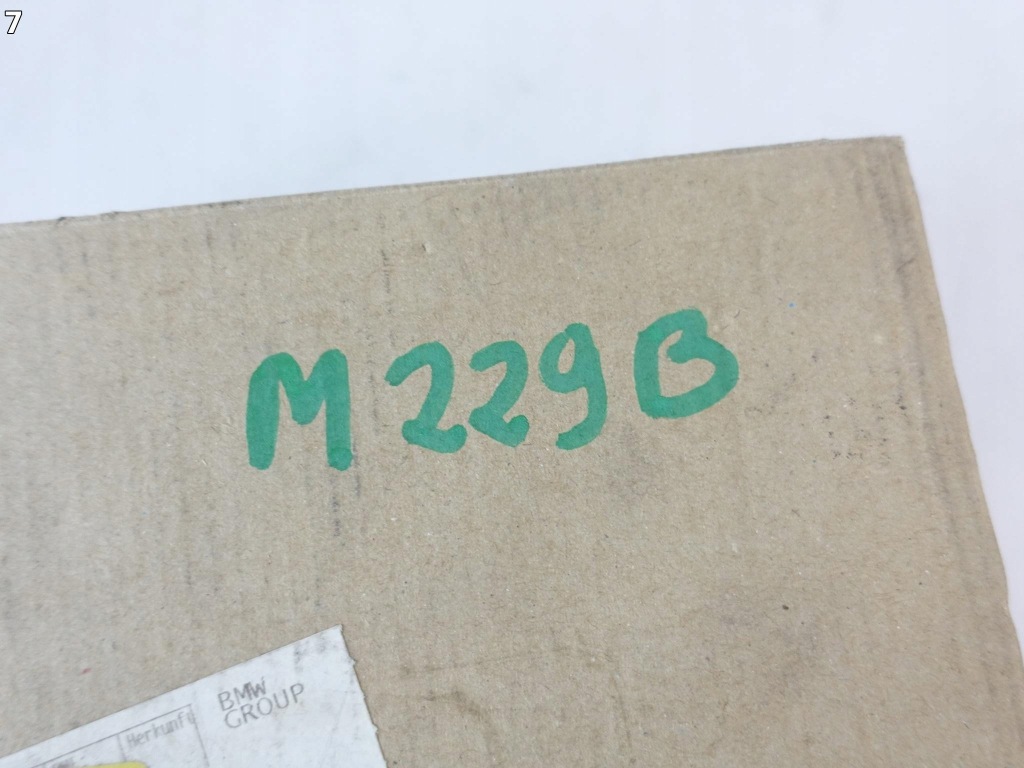 7
M229B
BMW
GROUP
Herkunft